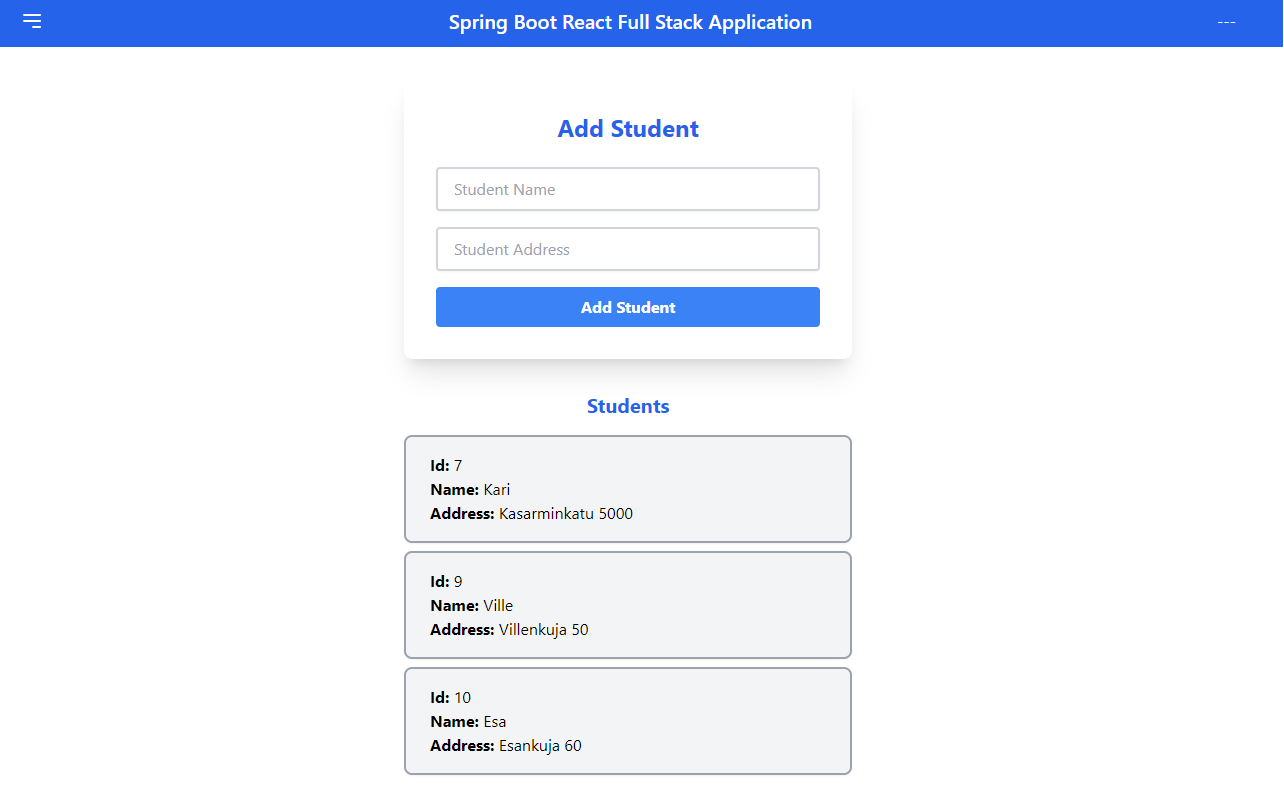 Spring Boot React Full Stack Application
---
Add Student
Student Name
Student Address
Add Student
Students
Id: 7
Name: Kari
Address: Kasarminkatu 5000
Id: 9
Name: Ville
Address: Villenkuja 50
Id: 10
Name: Esa
Address: Esankuja 60